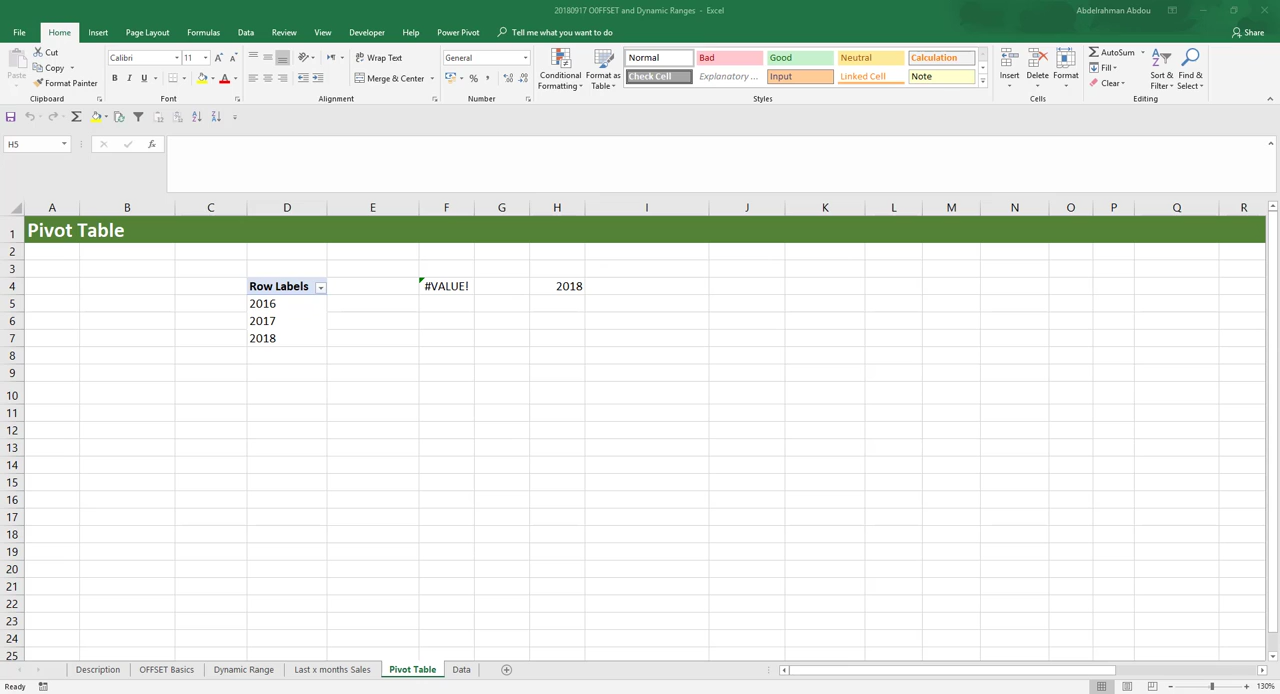 20180917 O0FFSET and Dynamic Ranges - Excel
Abdelrahman Abdou
File Home Insert Page Layout Formulas Data Review View Developer Help Power Pivot Tell me what you want to do Share
Paste Cut Copy Format Painter Clipboard
Calibri 11 A A B I U A Font
Wrap Text Merge & Center Alignment
General % Number
Conditional Formatting Format as Table
Normal Bad Good Neutral Calculation
Check Cell Explanatory ... Input Linked Cell Note
Styles
Insert Delete Format Cells
AutoSum Fill Clear Sort & Filter Find & Select Editing
H5 fx
A B C D E F G H I J K L M N O P Q R
1 Pivot Table
2
3
4 Row Labels #VALUE! 2018
5 2016
6 2017
7 2018
8
9
10
11
12
13
14
15
16
17
18
19
20
21
22
23
24
25
Description OFFSET Basics Dynamic Range Last x months Sales Pivot Table Data
Ready 130%